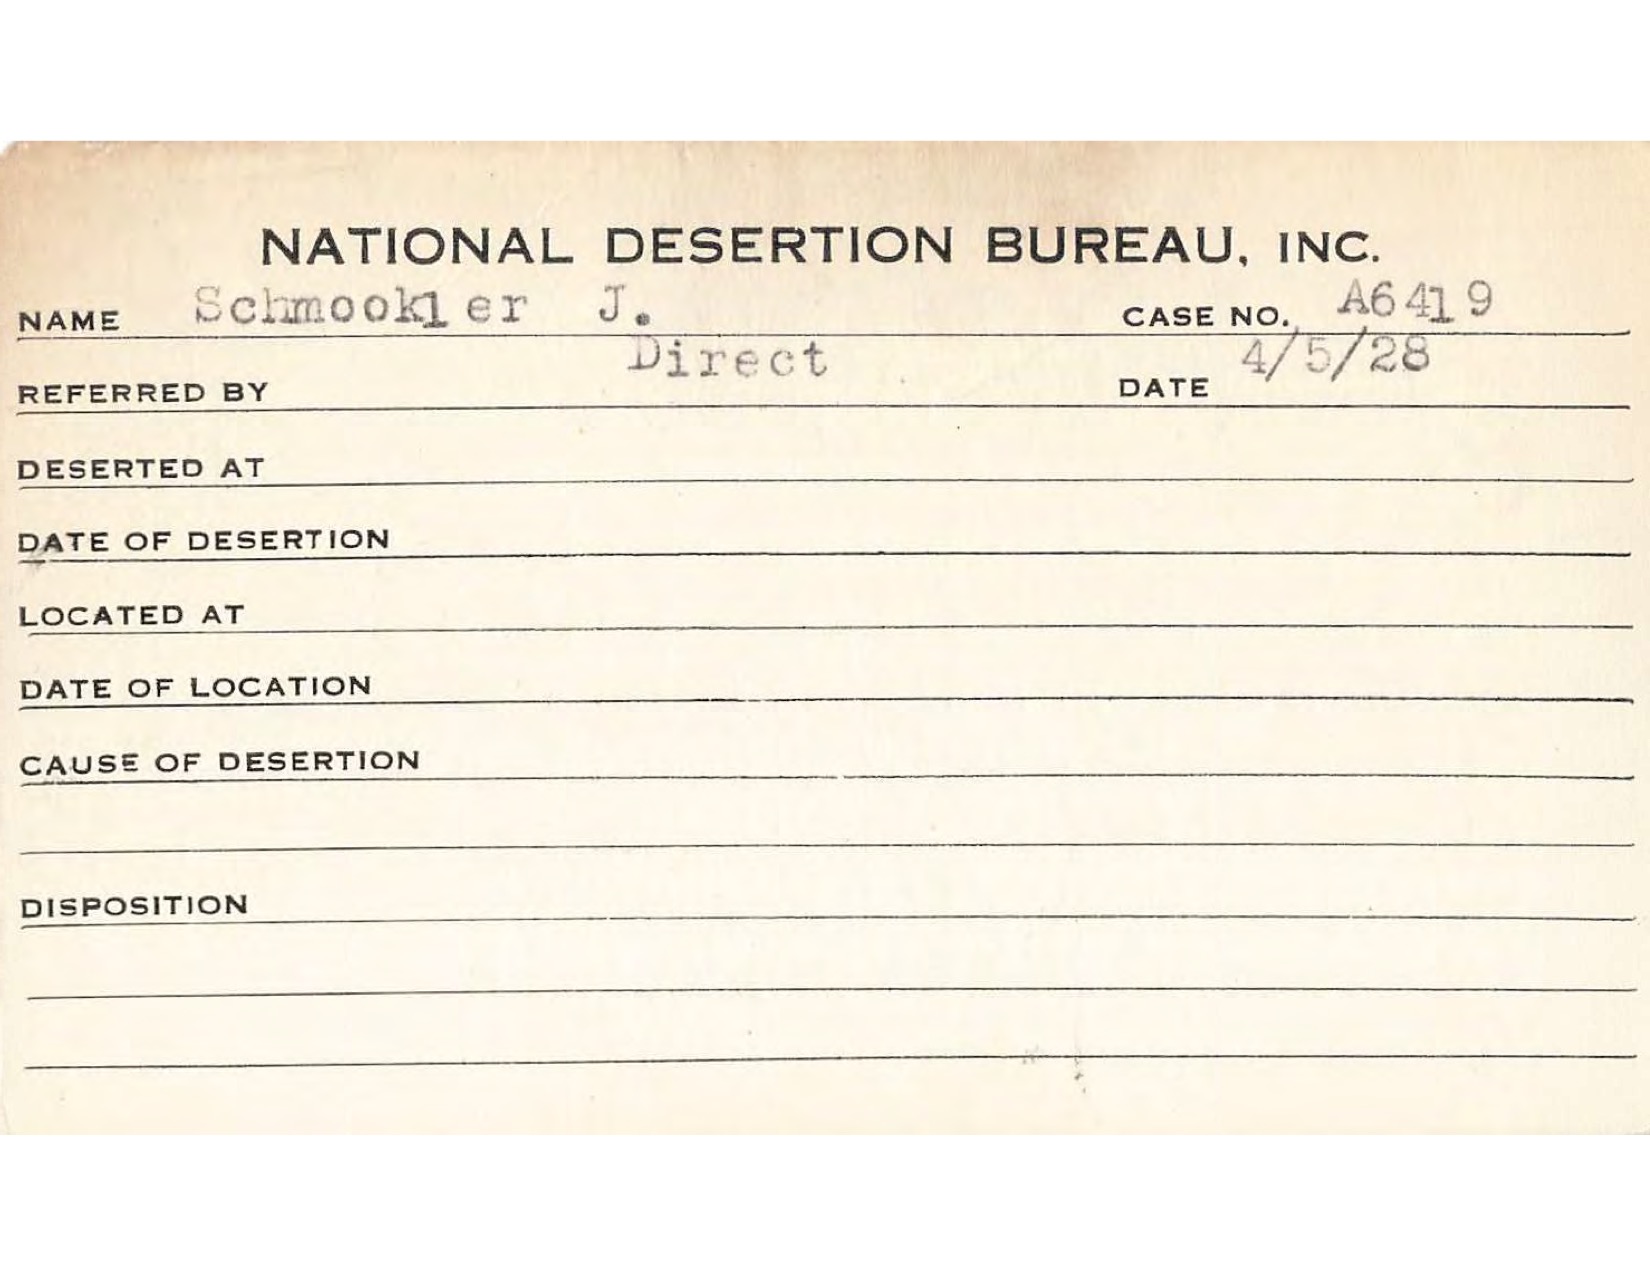 NATIONAL DESERTION BUREAU, INC.
NAME Schmookler J. CASE NO. A6419
REFERRED BY Direct DATE 4/5/28
DESERTED AT
DATE OF DESERTION
LOCATED AT
DATE OF LOCATION
CAUSE OF DESERTION
DISPOSITION